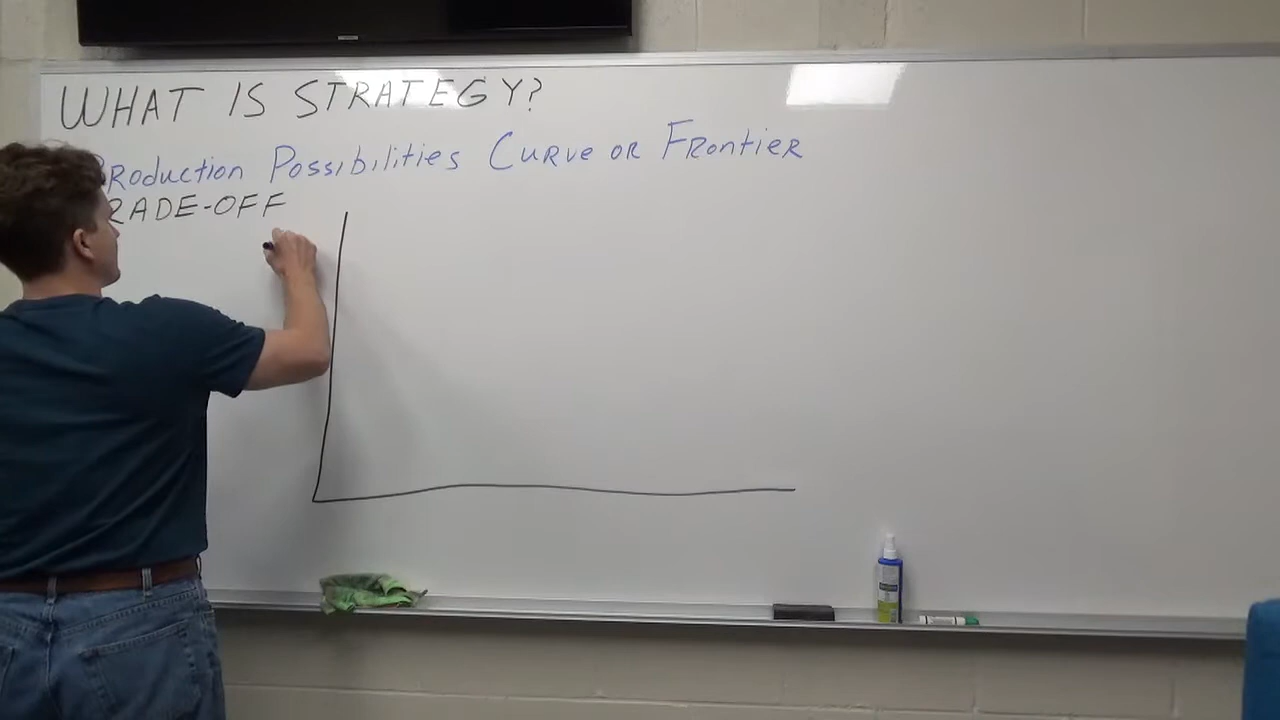 WHAT IS STRATEGY?
Production Possibilities Curve or Frontier
RADE-OFF